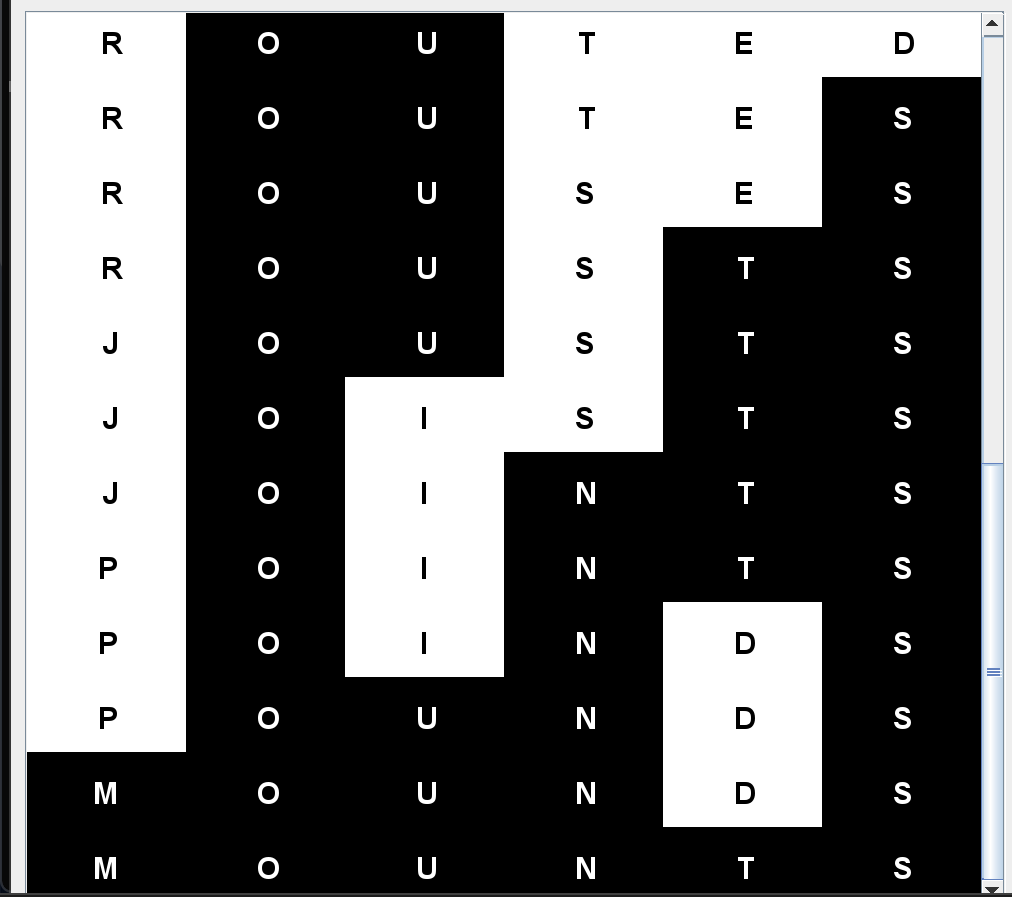 R O U T E D
R O U T E S
R O U S E S
R O U S T S
J O U S T S
J O I S T S
J O I N T S
P O I N T S
P O I N D S
P O U N D S
M O U N D S
M O U N T S